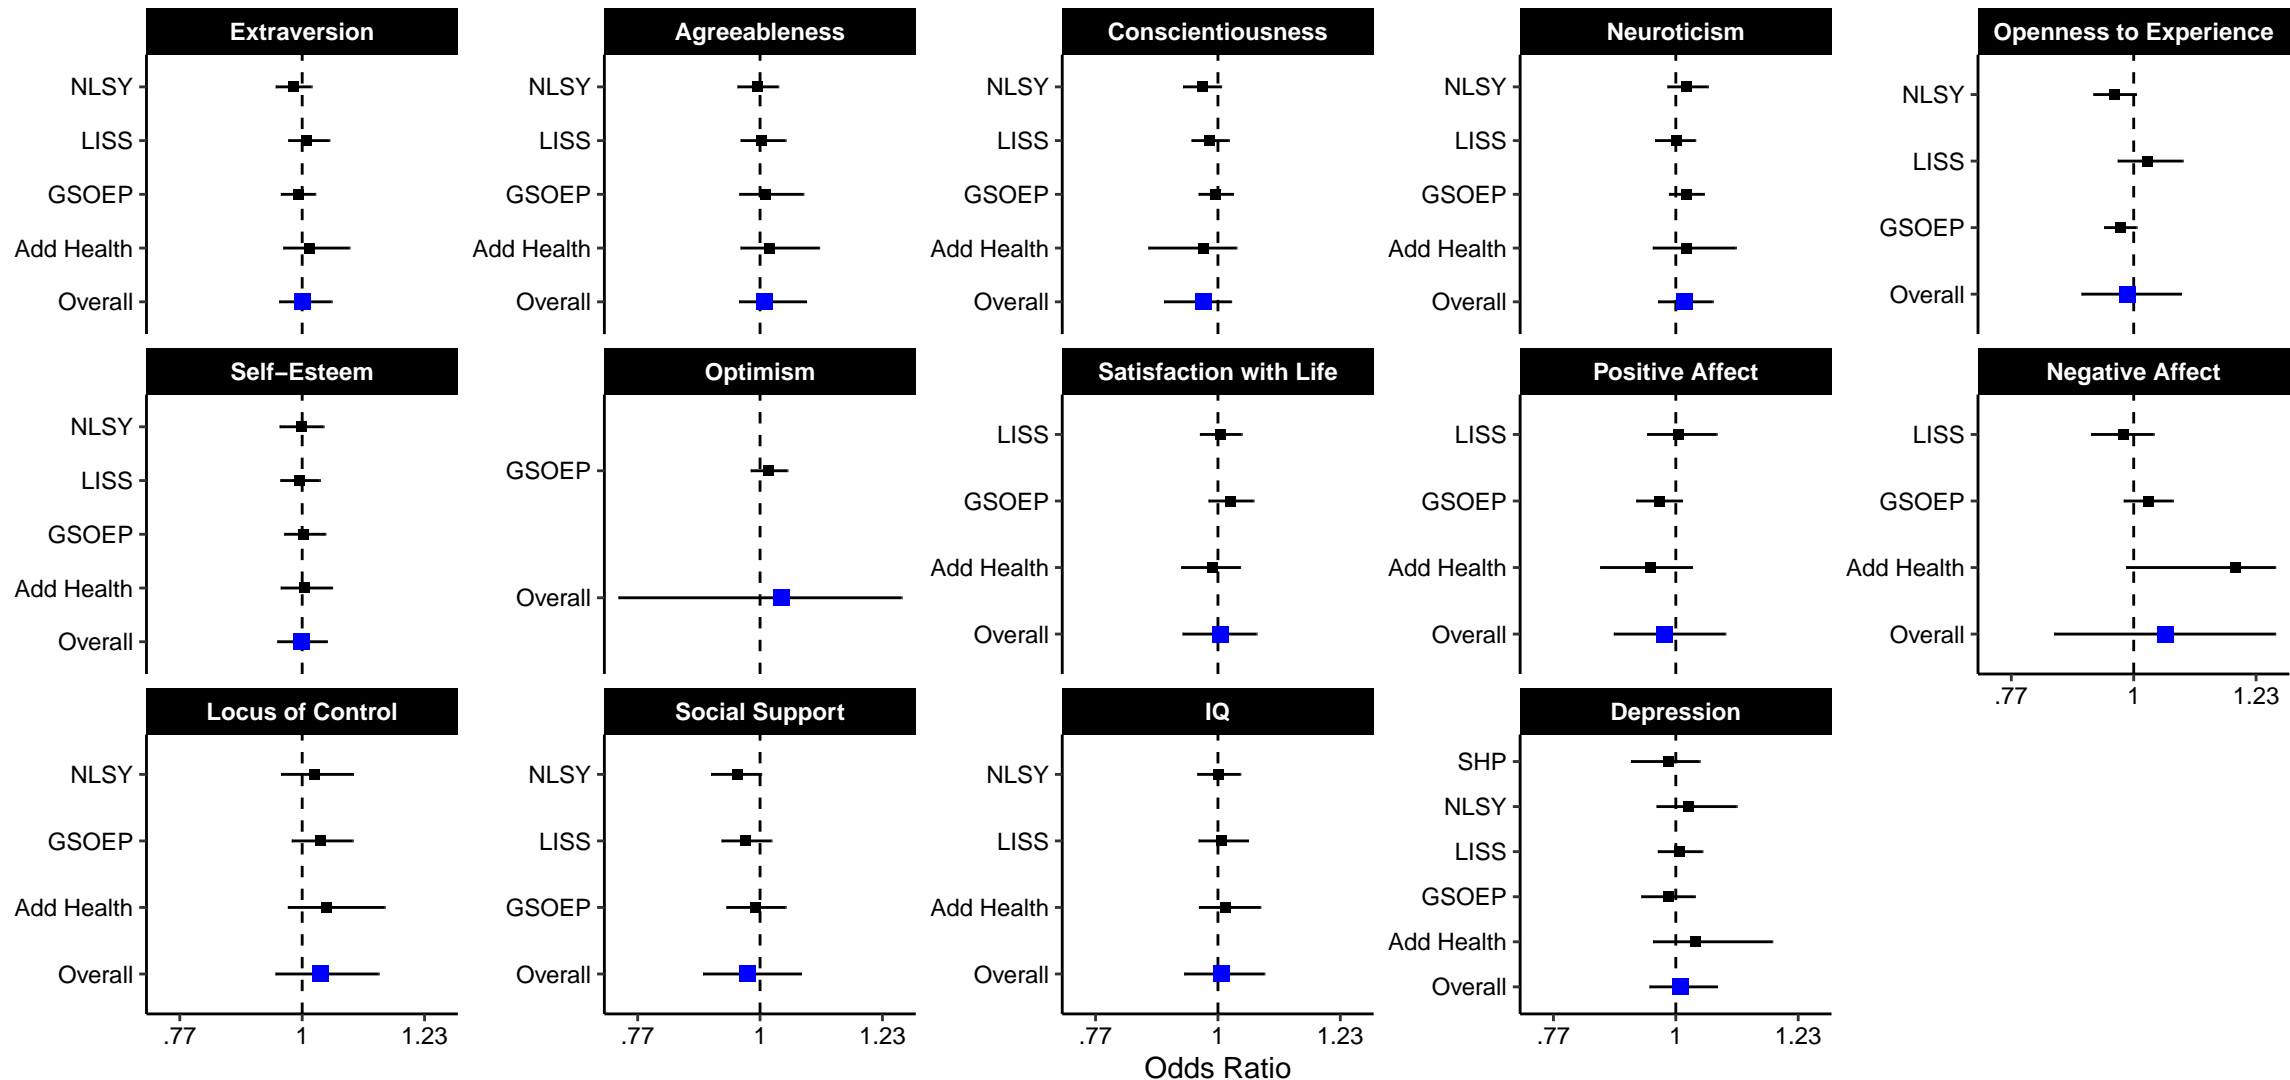 Extraversion
NLSY
LISS
GSOEP
Add Health
Overall
Agreeableness
NLSY
LISS
GSOEP
Add Health
Overall
Conscientiousness
NLSY
LISS
GSOEP
Add Health
Overall
Neuroticism
NLSY
LISS
GSOEP
Add Health
Overall
Openness to Experience
NLSY
LISS
GSOEP
Overall
Self−Esteem
NLSY
LISS
GSOEP
Add Health
Overall
Optimism
GSOEP
Overall
Satisfaction with Life
LISS
GSOEP
Add Health
Overall
Positive Affect
LISS
GSOEP
Add Health
Overall
Negative Affect
LISS
GSOEP
Add Health
Overall
.77 1 1.23
Locus of Control
NLSY
GSOEP
Add Health
Overall
.77 1 1.23
Social Support
NLSY
LISS
GSOEP
Overall
.77 1 1.23
IQ
NLSY
LISS
Add Health
Overall
.77 1 1.23
Depression
SHP
NLSY
LISS
GSOEP
Add Health
Overall
.77 1 1.23
Odds Ratio